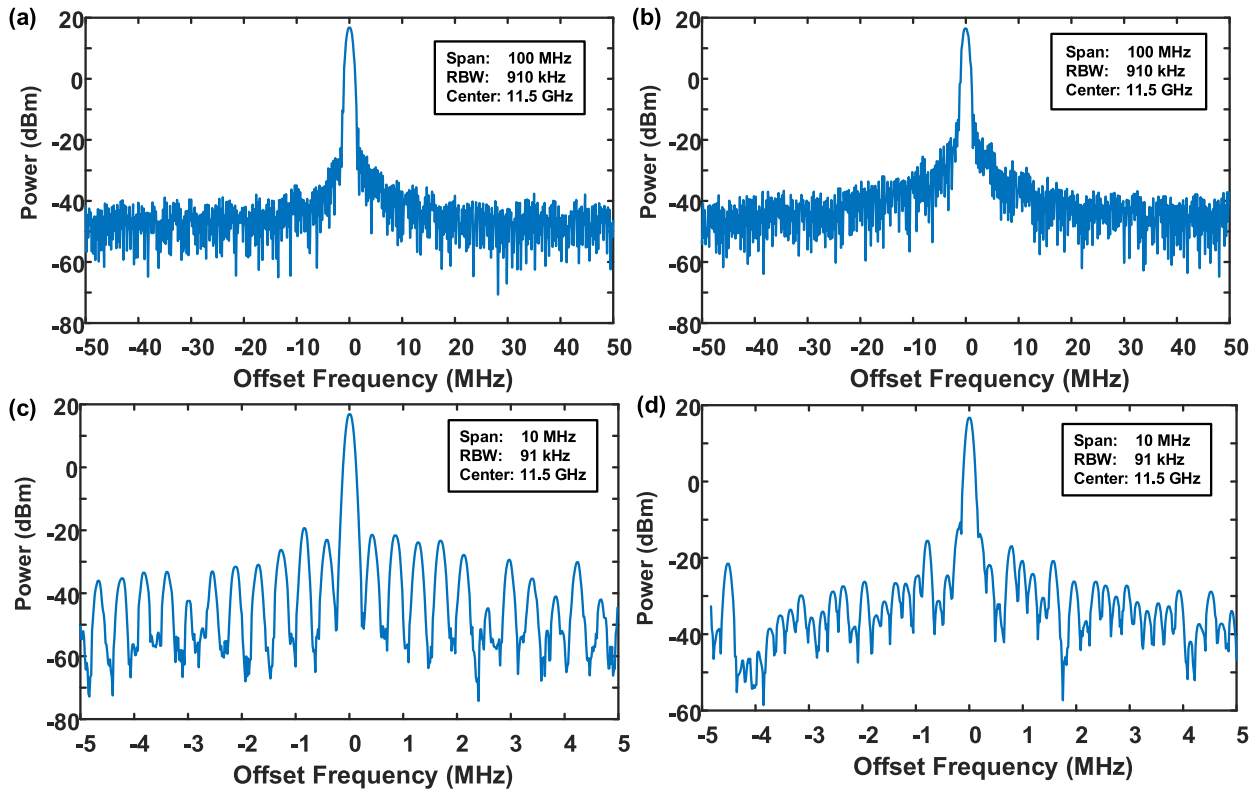 (a)
20
0
-20
-40
-60
-80
Power (dBm)
Span: 100 MHz
RBW: 910 kHz
Center: 11.5 GHz
-50 -40 -30 -20 -10 0 10 20 30 40 50
Offset Frequency (MHz)
(b)
20
0
-20
-40
-60
-80
Power (dBm)
Span: 100 MHz
RBW: 910 kHz
Center: 11.5 GHz
-50 -40 -30 -20 -10 0 10 20 30 40 50
Offset Frequency (MHz)
(c)
20
0
-20
-40
-60
-80
Power (dBm)
Span: 10 MHz
RBW: 91 kHz
Center: 11.5 GHz
-5 -4 -3 -2 -1 0 1 2 3 4 5
Offset Frequency (MHz)
(d)
20
0
-20
-40
-60
Power (dBm)
Span: 10 MHz
RBW: 91 kHz
Center: 11.5 GHz
-5 -4 -3 -2 -1 0 1 2 3 4 5
Offset Frequency (MHz)